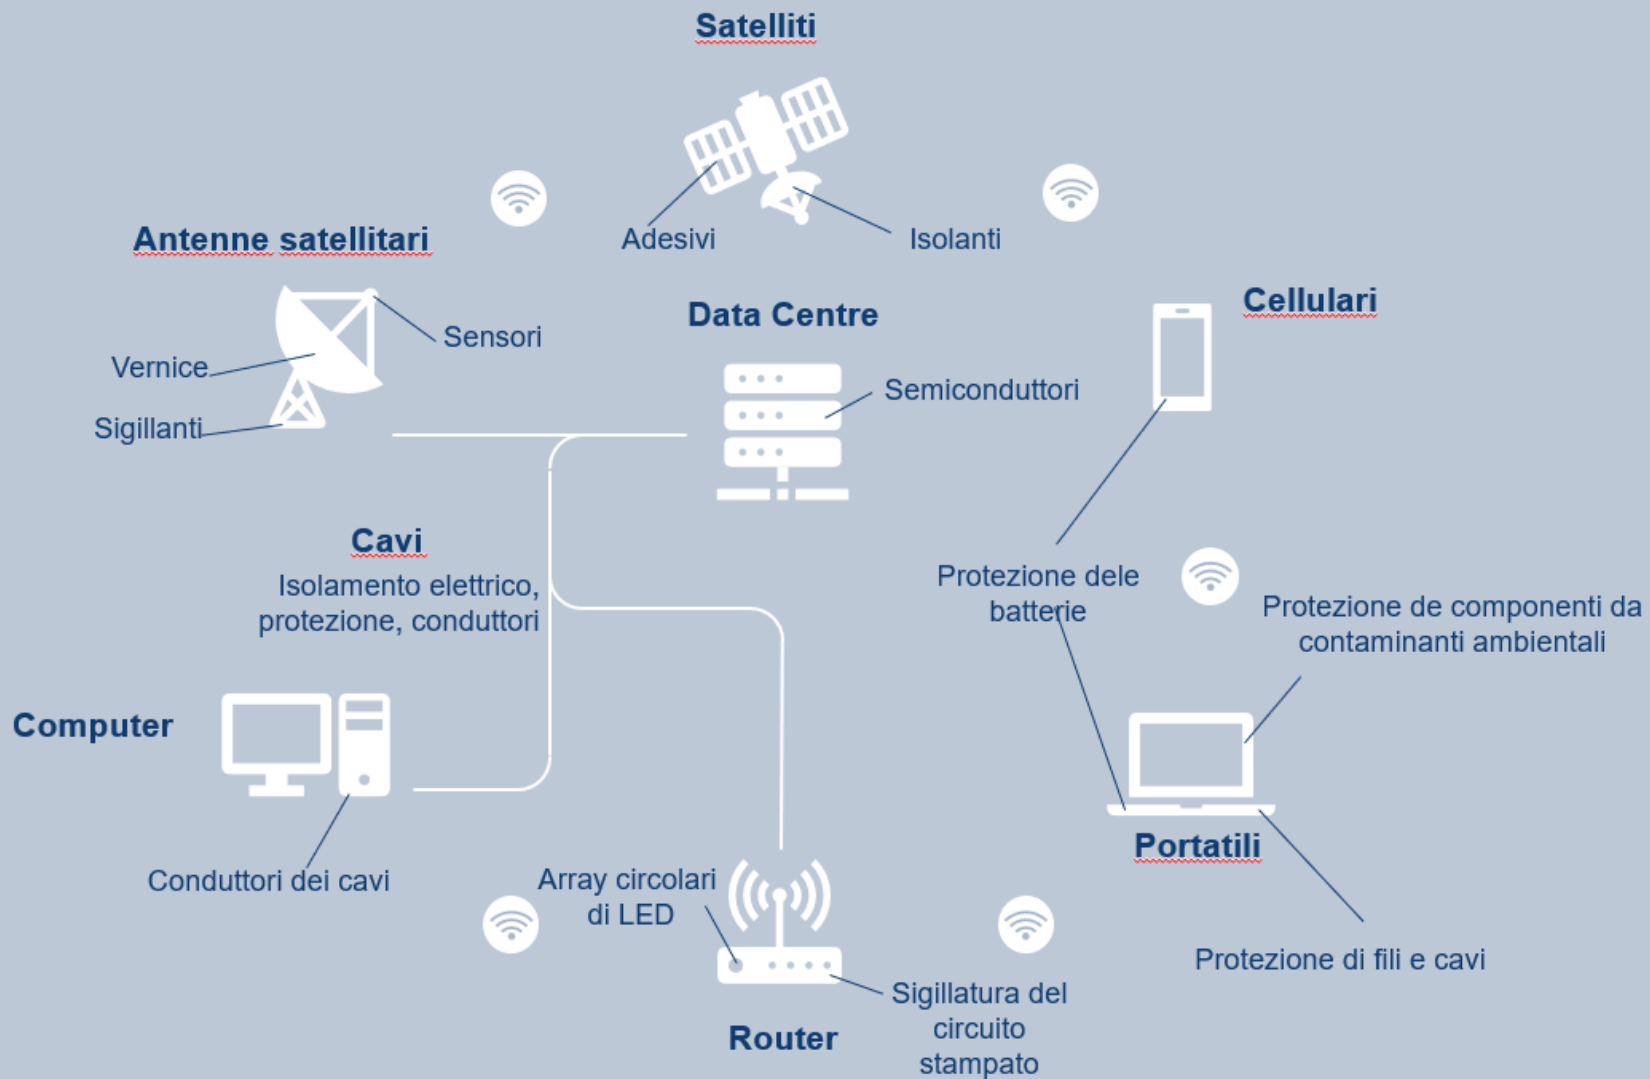 Satelliti
Adesivi
Isolanti
Antenne satellitari
Sensori
Vernice
Sigillanti
Data Centre
Semiconduttori
Cellulari
Cavi
Isolamento elettrico,
protezione, conduttori
Protezione dele
batterie
Protezione de componenti da
contaminanti ambientali
Computer
Conduttori dei cavi
Portatili
Array circolari
di LED
Protezione di fili e cavi
Sigillatura del
circuito
stampato
Router